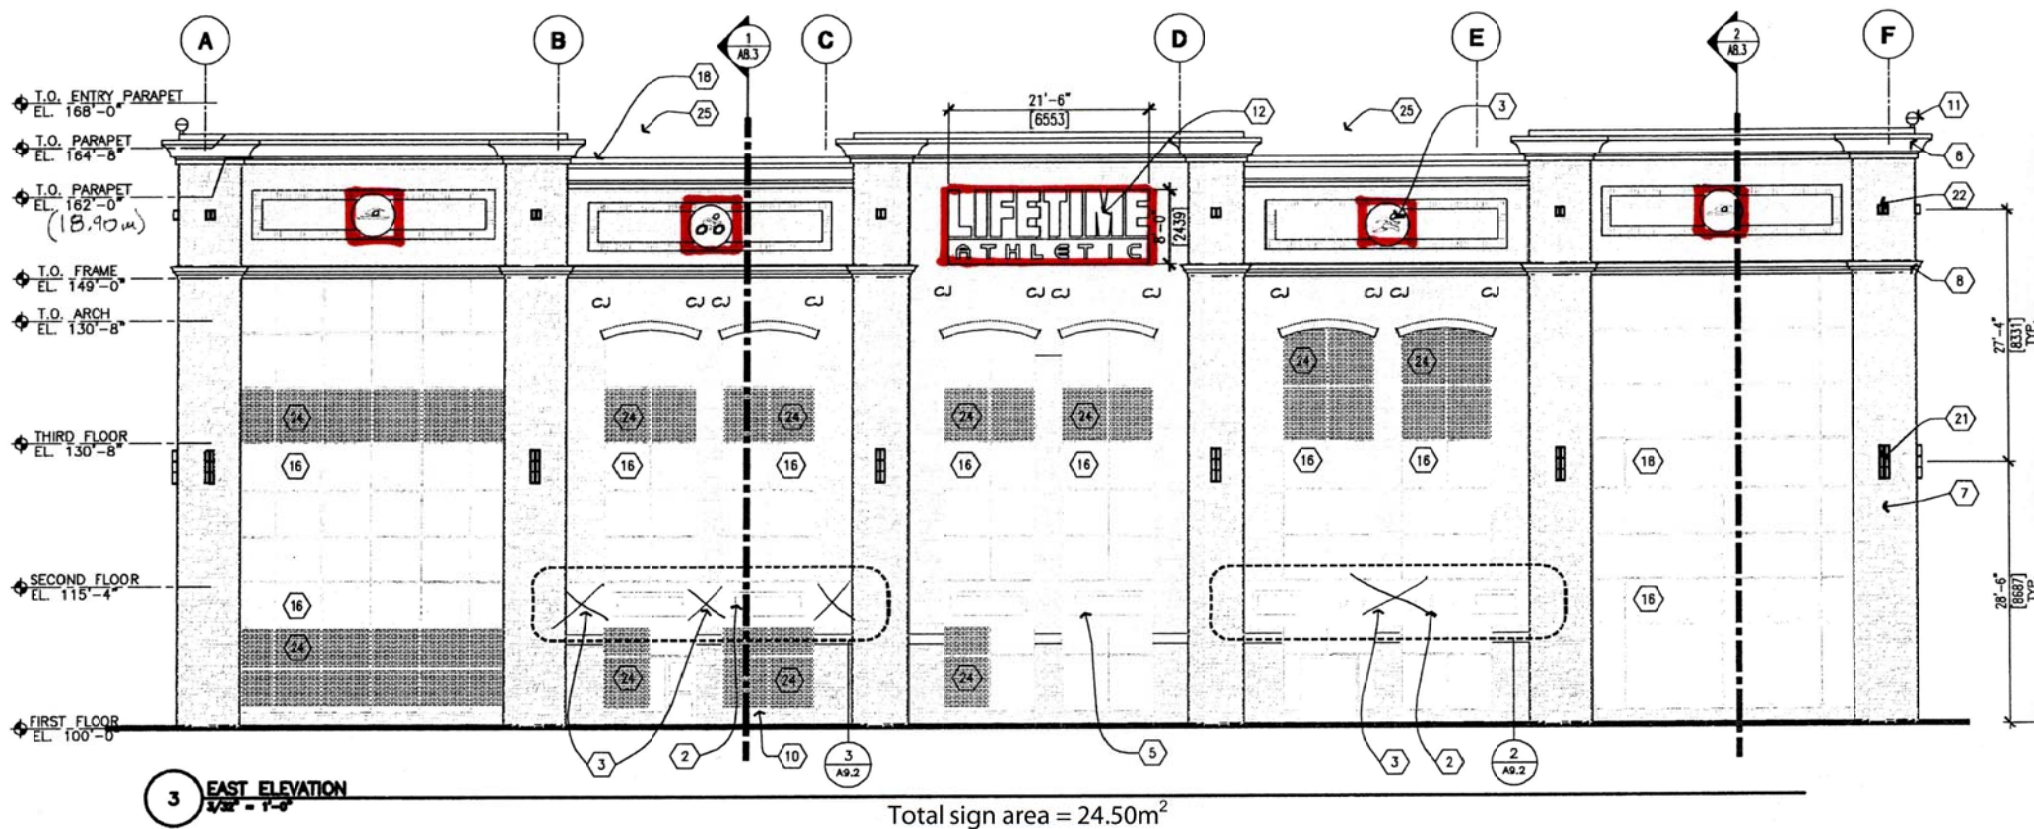 A
B
1
A8.3
C
D
E
2
A8.3
F
18
25
21'-6"
[6553]
12
25
3
11
T.O. ENTRY PARAPET
EL. 168'-0"
T.O. PARAPET
EL. 164'-8"
6
T.O. PARAPET
EL. 162'-0"
(18.90m)
22
LIFETIME
ATHLETIC
8'-0"
[2439]
T.O. FRAME
EL. 149'-0"
8
CJ CJ CJ CJ CJ CJ CJ CJ CJ CJ CJ CJ
T.O. ARCH
EL. 130'-8"
27'-4"
[8331]
TYP.
24 24
24 24 24 24 24
THIRD FLOOR
EL. 130'-8"
21
16 16 16 16 16 16 16 18
7
SECOND FLOOR
EL. 115'-4"
16
16
28'-6"
[8687]
TYP.
24
24 24 24
FIRST FLOOR
EL. 100'-0"
3 2 10
3
A9.2
5
3 2
2
A9.2
3
EAST ELEVATION
3/32" = 1'-0"
Total sign area = 24.50m²